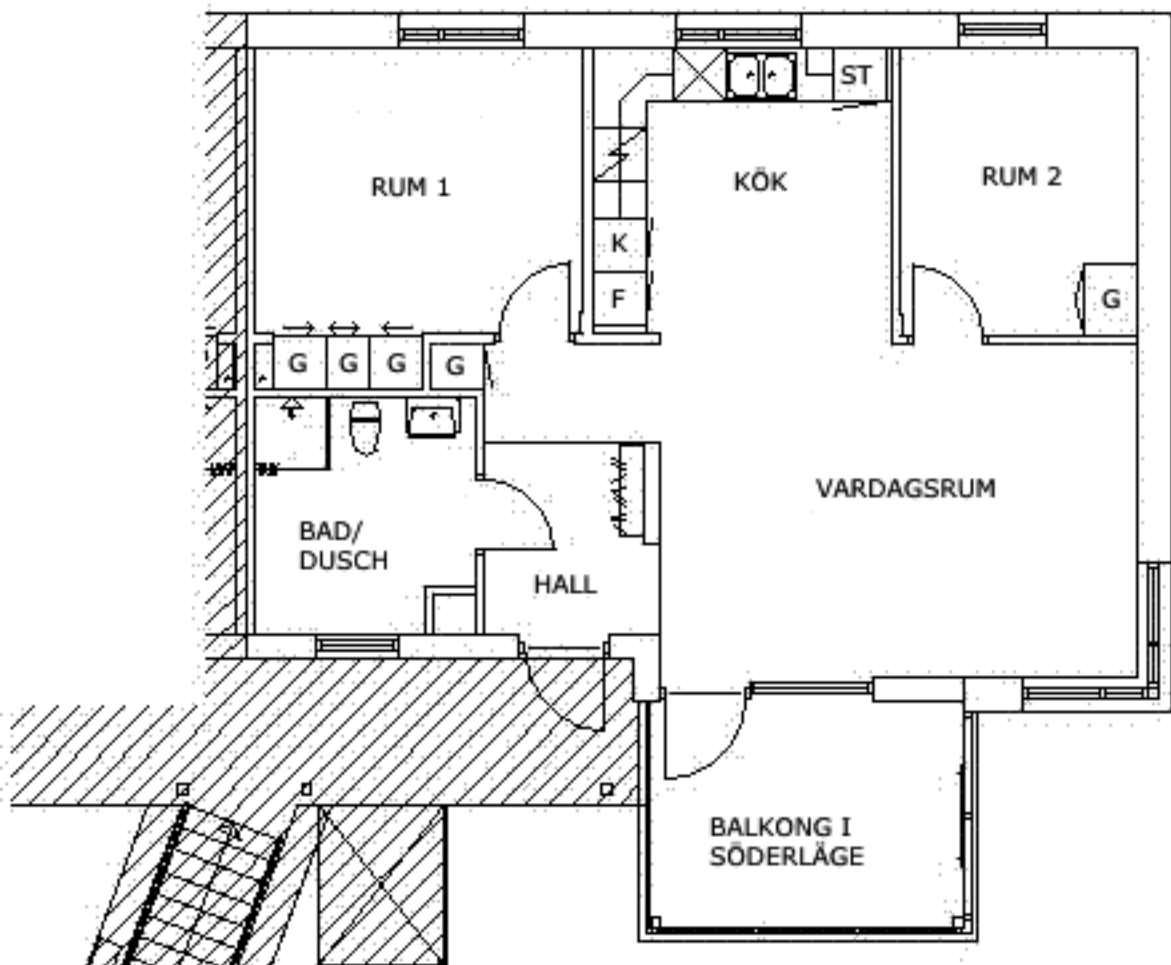 ST
RUM 1
KÖK
RUM 2
K
F
G
G
G
G
G
VARDAGSRUM
BAD/
DUSCH
HALL
BALKONG I
SÖDERLÄGE